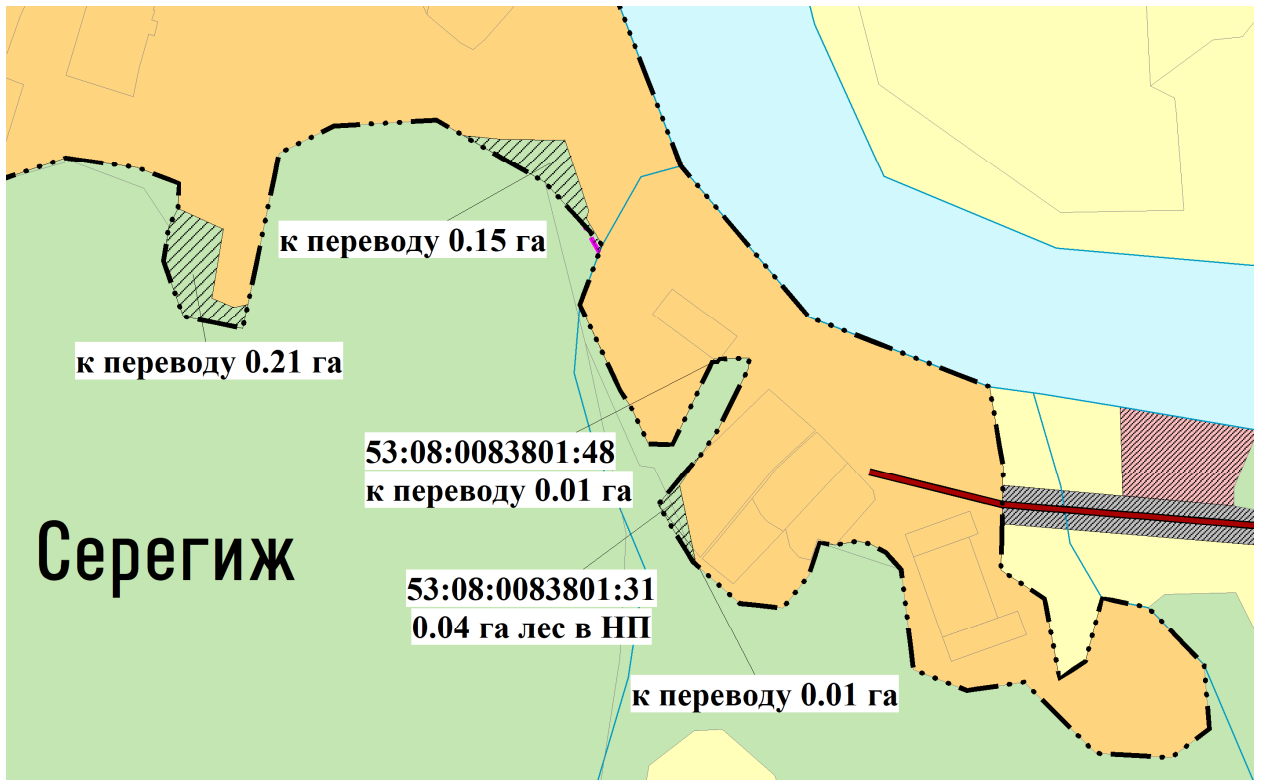 к переводу 0.15 га
к переводу 0.21 га
53:08:0083801:48
к переводу 0.01 га
Серегиж
53:08:0083801:31
0.04 га лес в НП
к переводу 0.01 га